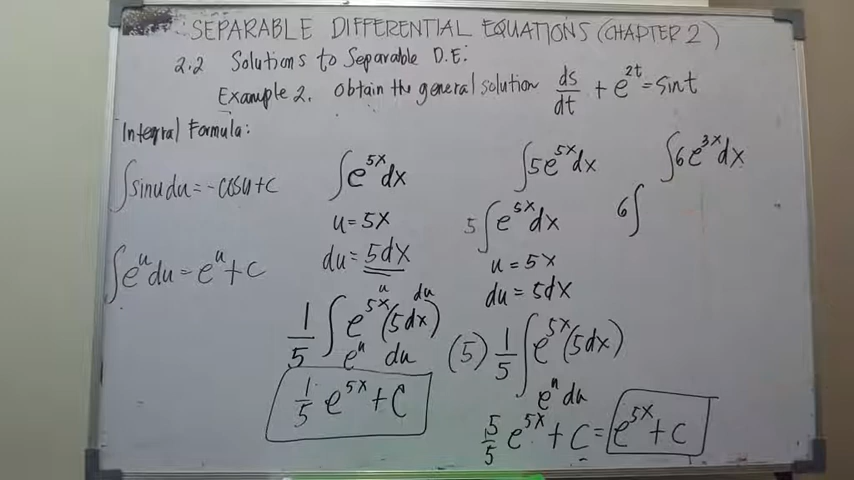 SEPARABLE DIFFERENTIAL EQUATIONS (CHAPTER 2)
2.2 Solutions to Separable D.E:
Example 2. obtain the general solution ds/dt + e^{2t} = sint
Integral Formula:
∫sinudu = -cosu + C
∫e^u du = e^u + C
∫e^{5x}dx
u = 5x
du = 5dx
u du
1/5 ∫e^{5x}(5dx)
e^u du
1/5 e^{5x} + C
∫5e^{5x}dx
5∫e^{5x}dx
u = 5x
du = 5dx
(5) 1/5 ∫e^{5x}(5dx)
e^u du
5/5 e^{5x} + C = e^{5x} + C
∫6e^{3x}dx
6∫